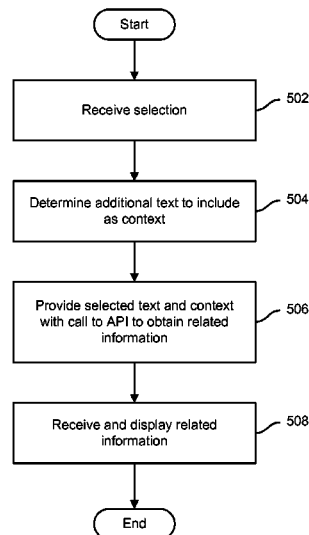 Start
Receive selection
502
Determine additional text to include
as context
504
Provide selected text and context
with call to API to obtain related
information
506
Receive and display related
information
508
End